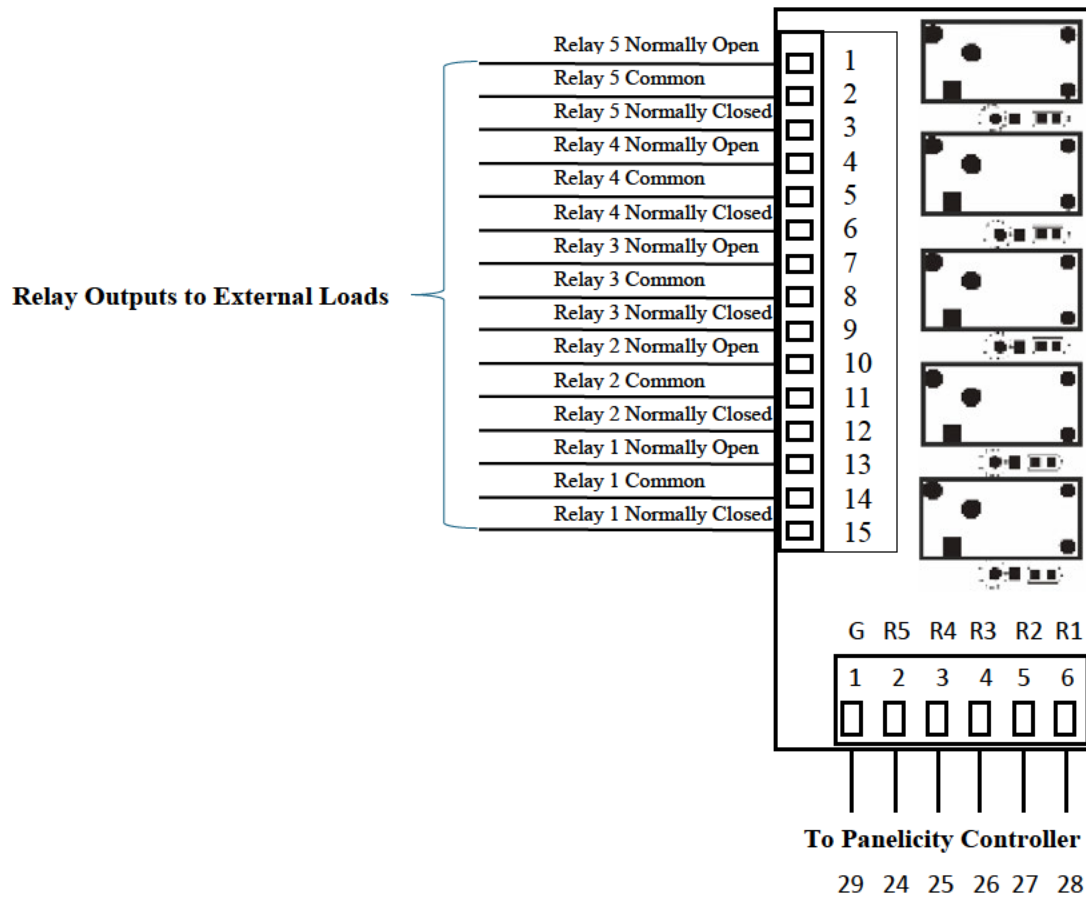 Relay 5 Normally Open 1
Relay 5 Common 2
Relay 5 Normally Closed 3
Relay 4 Normally Open 4
Relay 4 Common 5
Relay 4 Normally Closed 6
Relay 3 Normally Open 7
Relay 3 Common 8
Relay Outputs to External Loads
Relay 3 Normally Closed 9
Relay 2 Normally Open 10
Relay 2 Common 11
Relay 2 Normally Closed 12
Relay 1 Normally Open 13
Relay 1 Common 14
Relay 1 Normally Closed 15
G R5 R4 R3 R2 R1
1 2 3 4 5 6
To Panelicity Controller
29 24 25 26 27 28